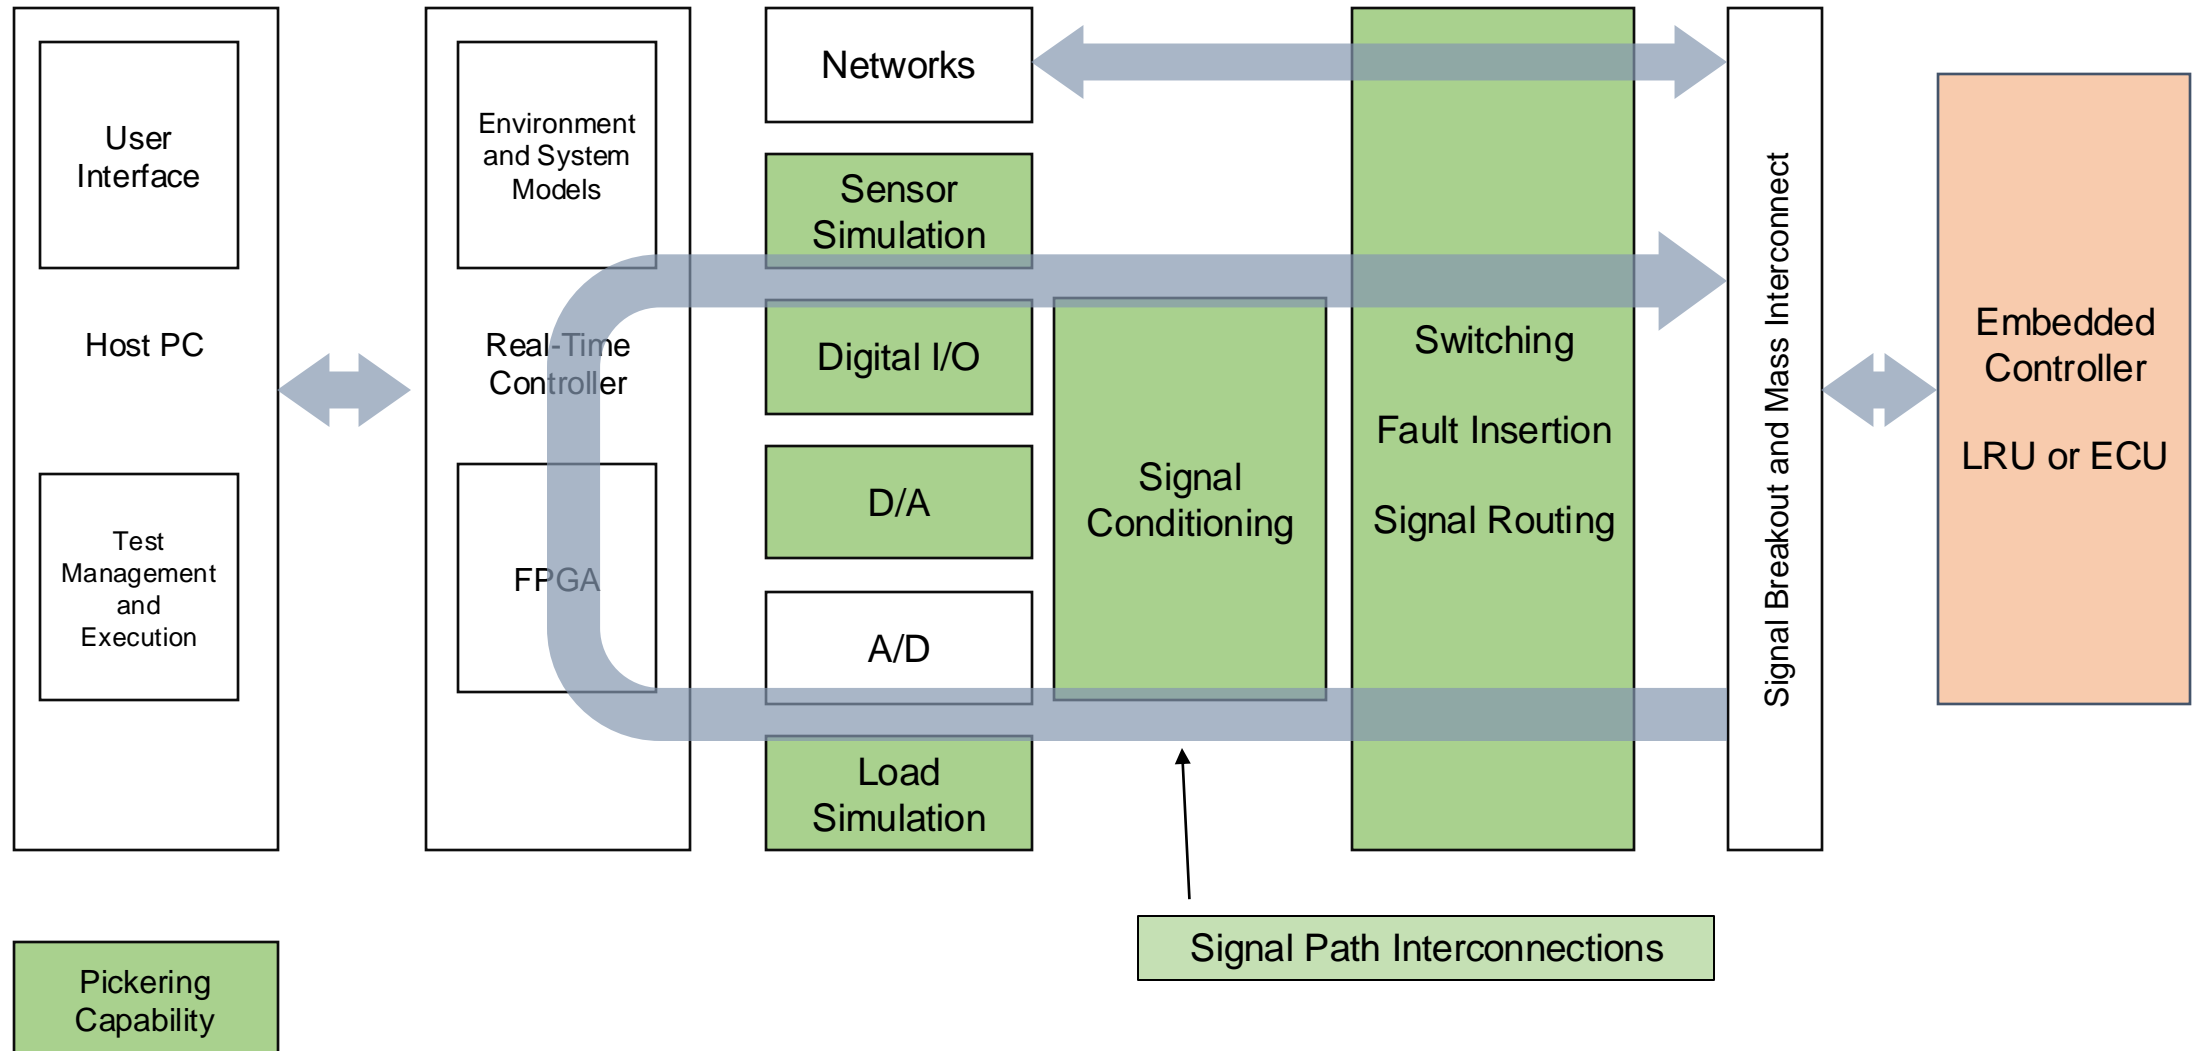 User
Interface
Host PC
Test
Management
and
Execution
Environment
and System
Models
Real-Time
Controller
FPGA
Networks
Sensor
Simulation
Digital I/O
D/A
A/D
Load
Simulation
Signal
Conditioning
Switching
Fault Insertion
Signal Routing
Signal Breakout and Mass Interconnect
Embedded
Controller
LRU or ECU
Signal Path Interconnections
Pickering
Capability